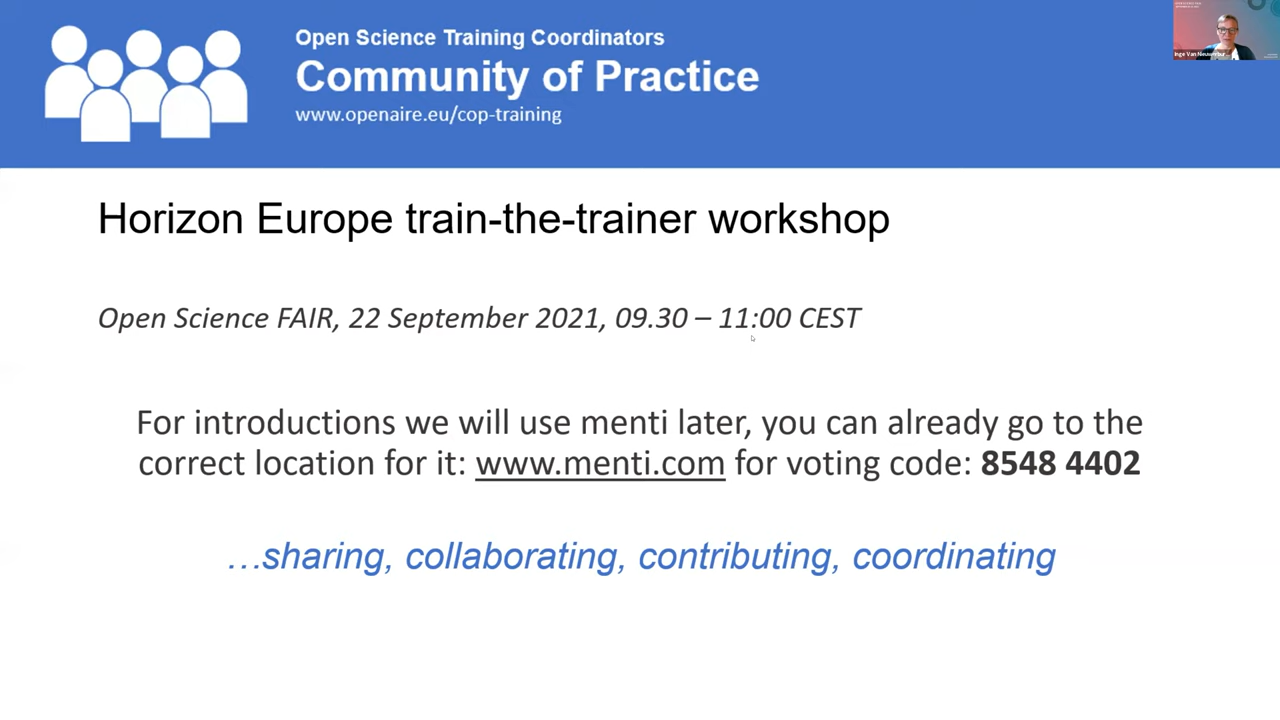 Open Science Training Coordinators
Community of Practice
www.openaire.eu/cop-training
Inge Van Nieuwerbur...
Horizon Europe train-the-trainer workshop
Open Science FAIR, 22 September 2021, 09.30 – 11:00 CEST
For introductions we will use menti later, you can already go to the
correct location for it: www.menti.com for voting code: 8548 4402
…sharing, collaborating, contributing, coordinating